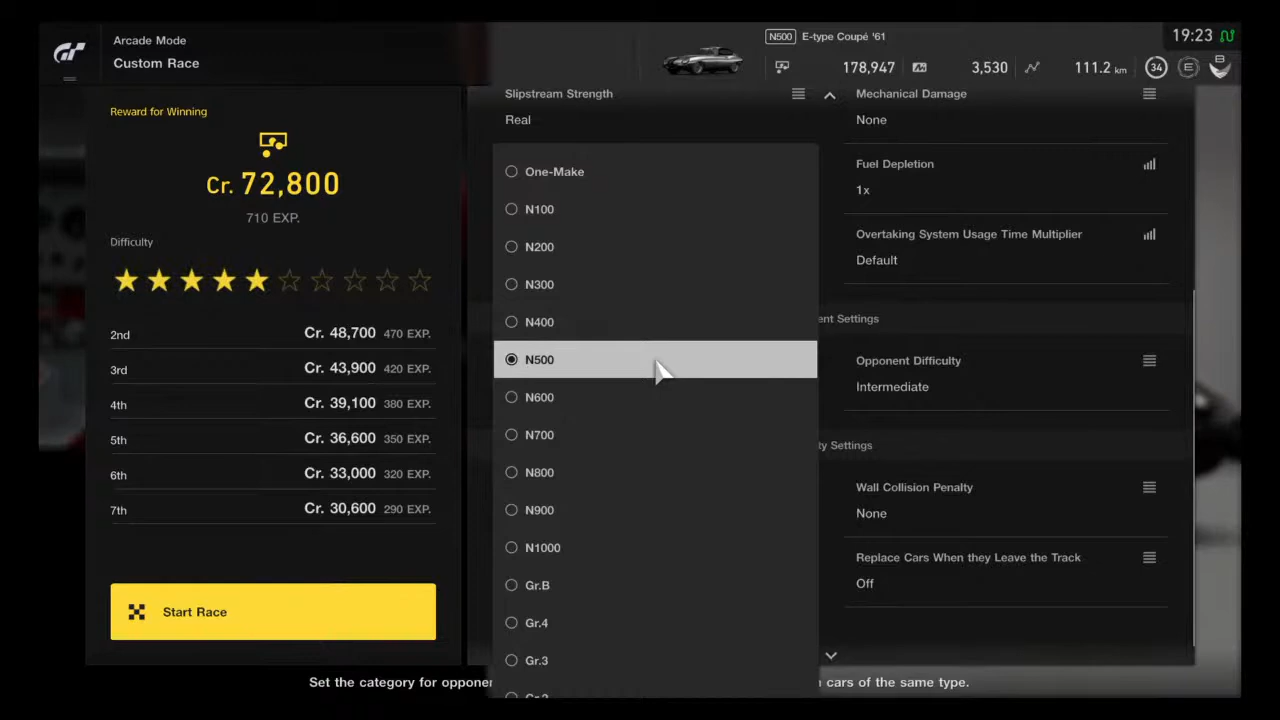 Arcade Mode
Custom Race
N500 E-type Coupé '61
178,947 3,530 111.2 km 34 E B
19:23
Reward for Winning
Cr. 72,800
710 EXP.
Difficulty
2nd Cr. 48,700 470 EXP.
3rd Cr. 43,900 420 EXP.
4th Cr. 39,100 380 EXP.
5th Cr. 36,600 350 EXP.
6th Cr. 33,000 320 EXP.
7th Cr. 30,600 290 EXP.
Start Race
Slipstream Strength
Real
One-Make
N100
N200
N300
N400
N500
N600
N700
N800
N900
N1000
Gr.B
Gr.4
Gr.3
Mechanical Damage
None
Fuel Depletion
1x
Overtaking System Usage Time Multiplier
Default
ent Settings
Opponent Difficulty
Intermediate
ty Settings
Wall Collision Penalty
None
Replace Cars When they Leave the Track
Off
Set the category for oppone cars of the same type.